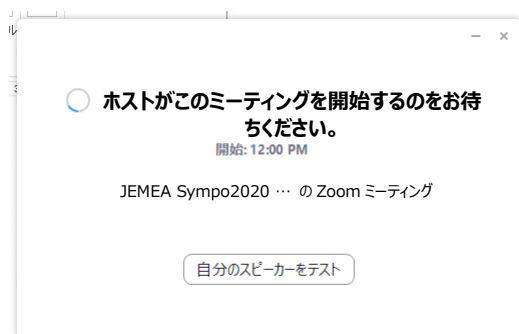 ル
ホストがこのミーティングを開始するのをお待
ちください。
開始: 12:00 PM
JEMEA Sympo2020 … の Zoom ミーティング
自分のスピーカーをテスト